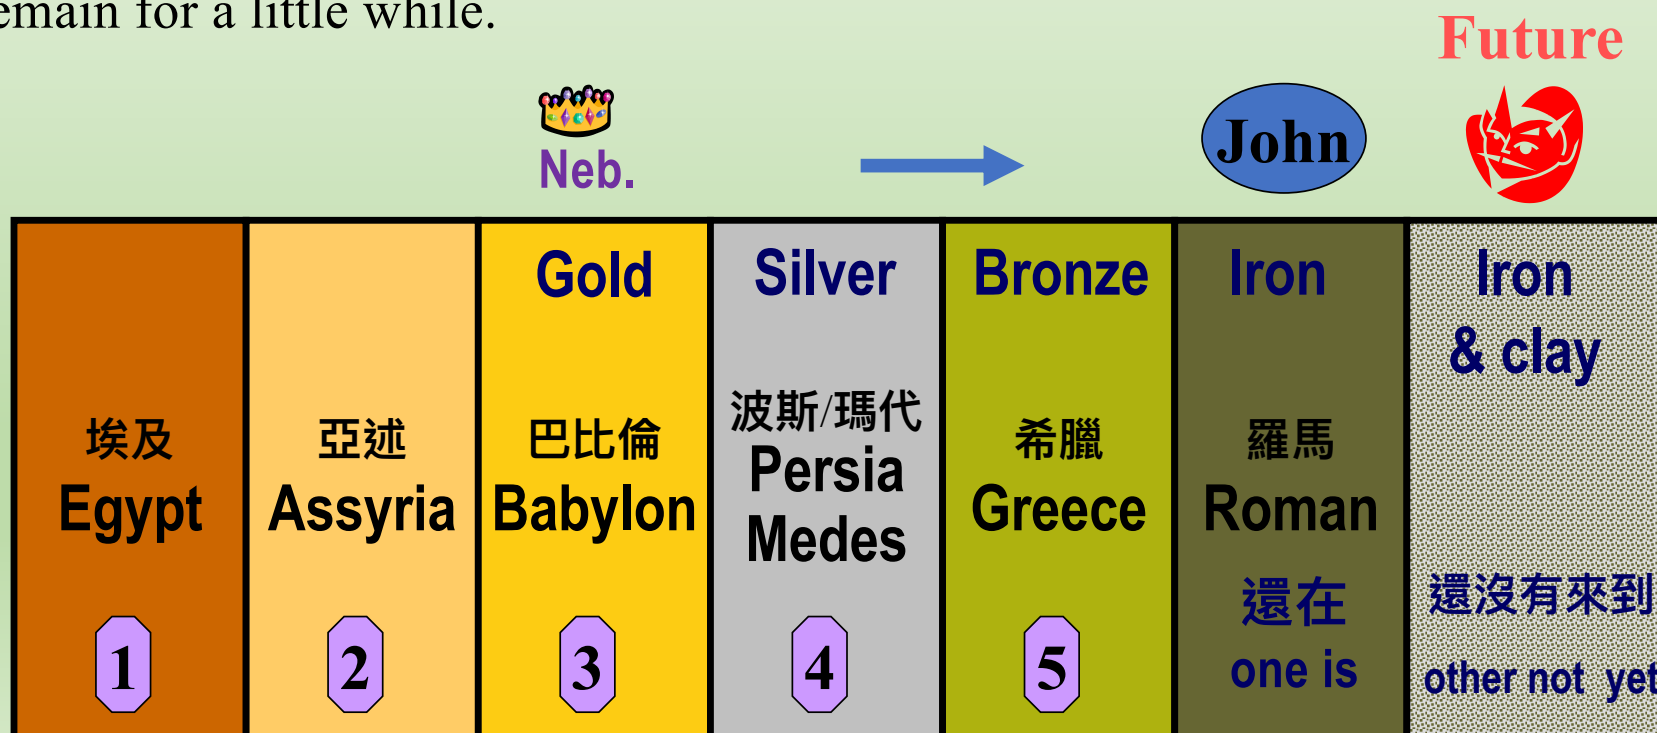 emain for a little while.
Future
Neb.
John
Gold
Silver
Bronze
Iron
Iron
& clay
埃及
Egypt
亞述
Assyria
巴比倫
Babylon
波斯/瑪代
Persia
Medes
希臘
Greece
羅馬
Roman
還在
one is
還沒有來到
other not yet
1
2
3
4
5